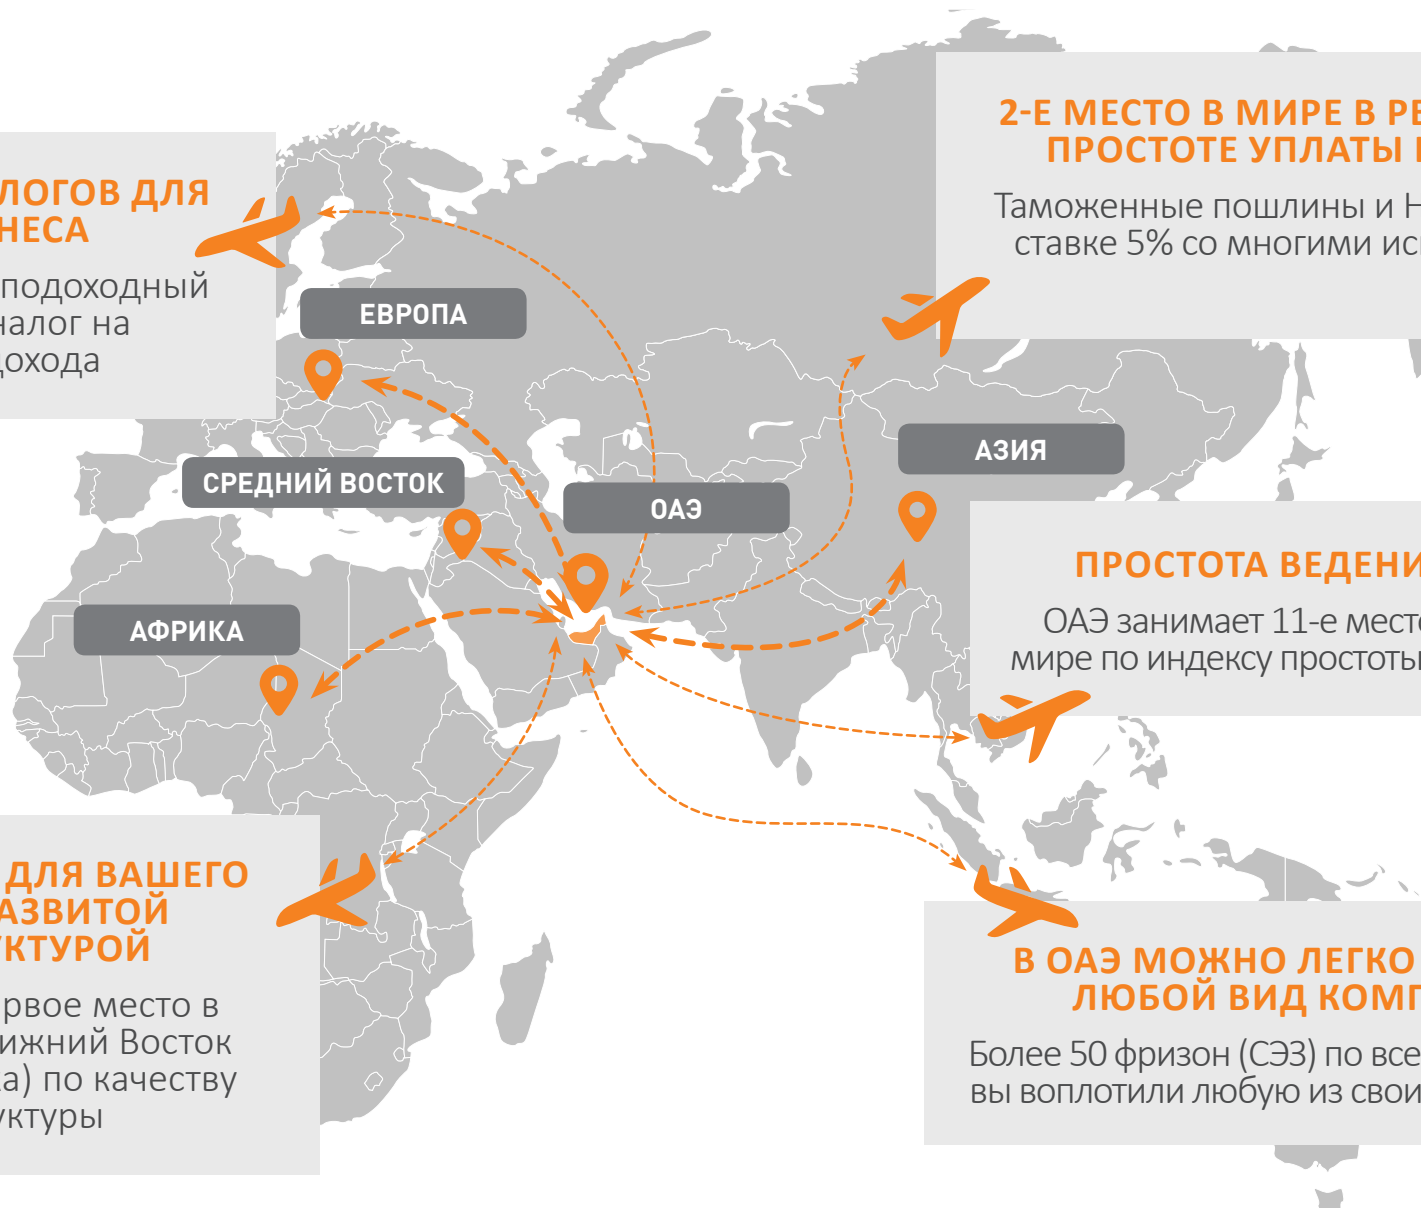 ЛОГОВ ДЛЯ
НЕСА
подоходный
налог на
дохода
2-Е МЕСТО В МИРЕ В РЕ
ПРОСТОТЕ УПЛАТЫ
Таможенные пошлины и Н
ставке 5% со многими ис
ЕВРОПА
АЗИЯ
СРЕДНИЙ ВОСТОК
ОАЭ
АФРИКА
ПРОСТОТА ВЕДЕНИ
ОАЭ занимает 11-е мест
мире по индексу простоты
ДЛЯ ВАШЕГО
АЗВИТОЙ
КТУРОЙ
рвое место в
ижний Восток
а) по качеству
уктуры
В ОАЭ МОЖНО ЛЕГКО
ЛЮБОЙ ВИД КОМП
Более 50 фризон (СЭЗ) по все
вы воплотили любую из свои